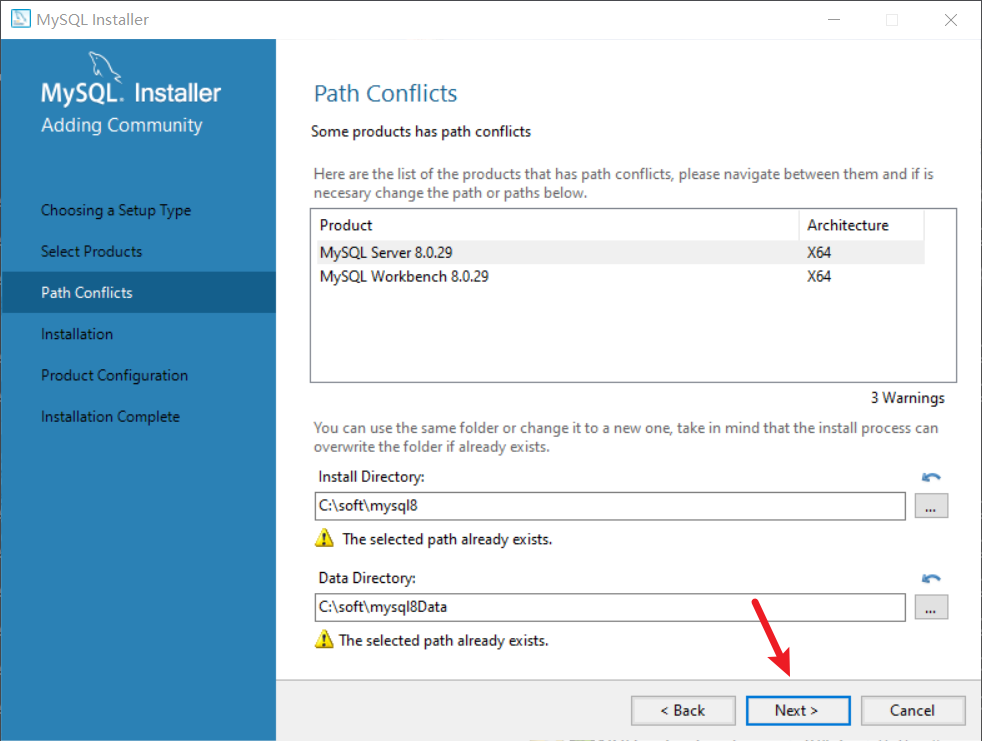 MySQL Installer
MySQL. Installer
Adding Community
Choosing a Setup Type
Select Products
Path Conflicts
Installation
Product Configuration
Installation Complete
Path Conflicts
Some products has path conflicts
Here are the list of the products that has path conflicts, please navigate between them and if is
necesary change the path or paths below.
Product Architecture
MySQL Server 8.0.29 X64
MySQL Workbench 8.0.29 X64
3 Warnings
You can use the same folder or change it to a new one, take in mind that the install process can
overwrite the folder if already exists.
Install Directory:
C:\soft\mysql8
...
The selected path already exists.
Data Directory:
C:\soft\mysql8Data
...
The selected path already exists.
< Back Next > Cancel